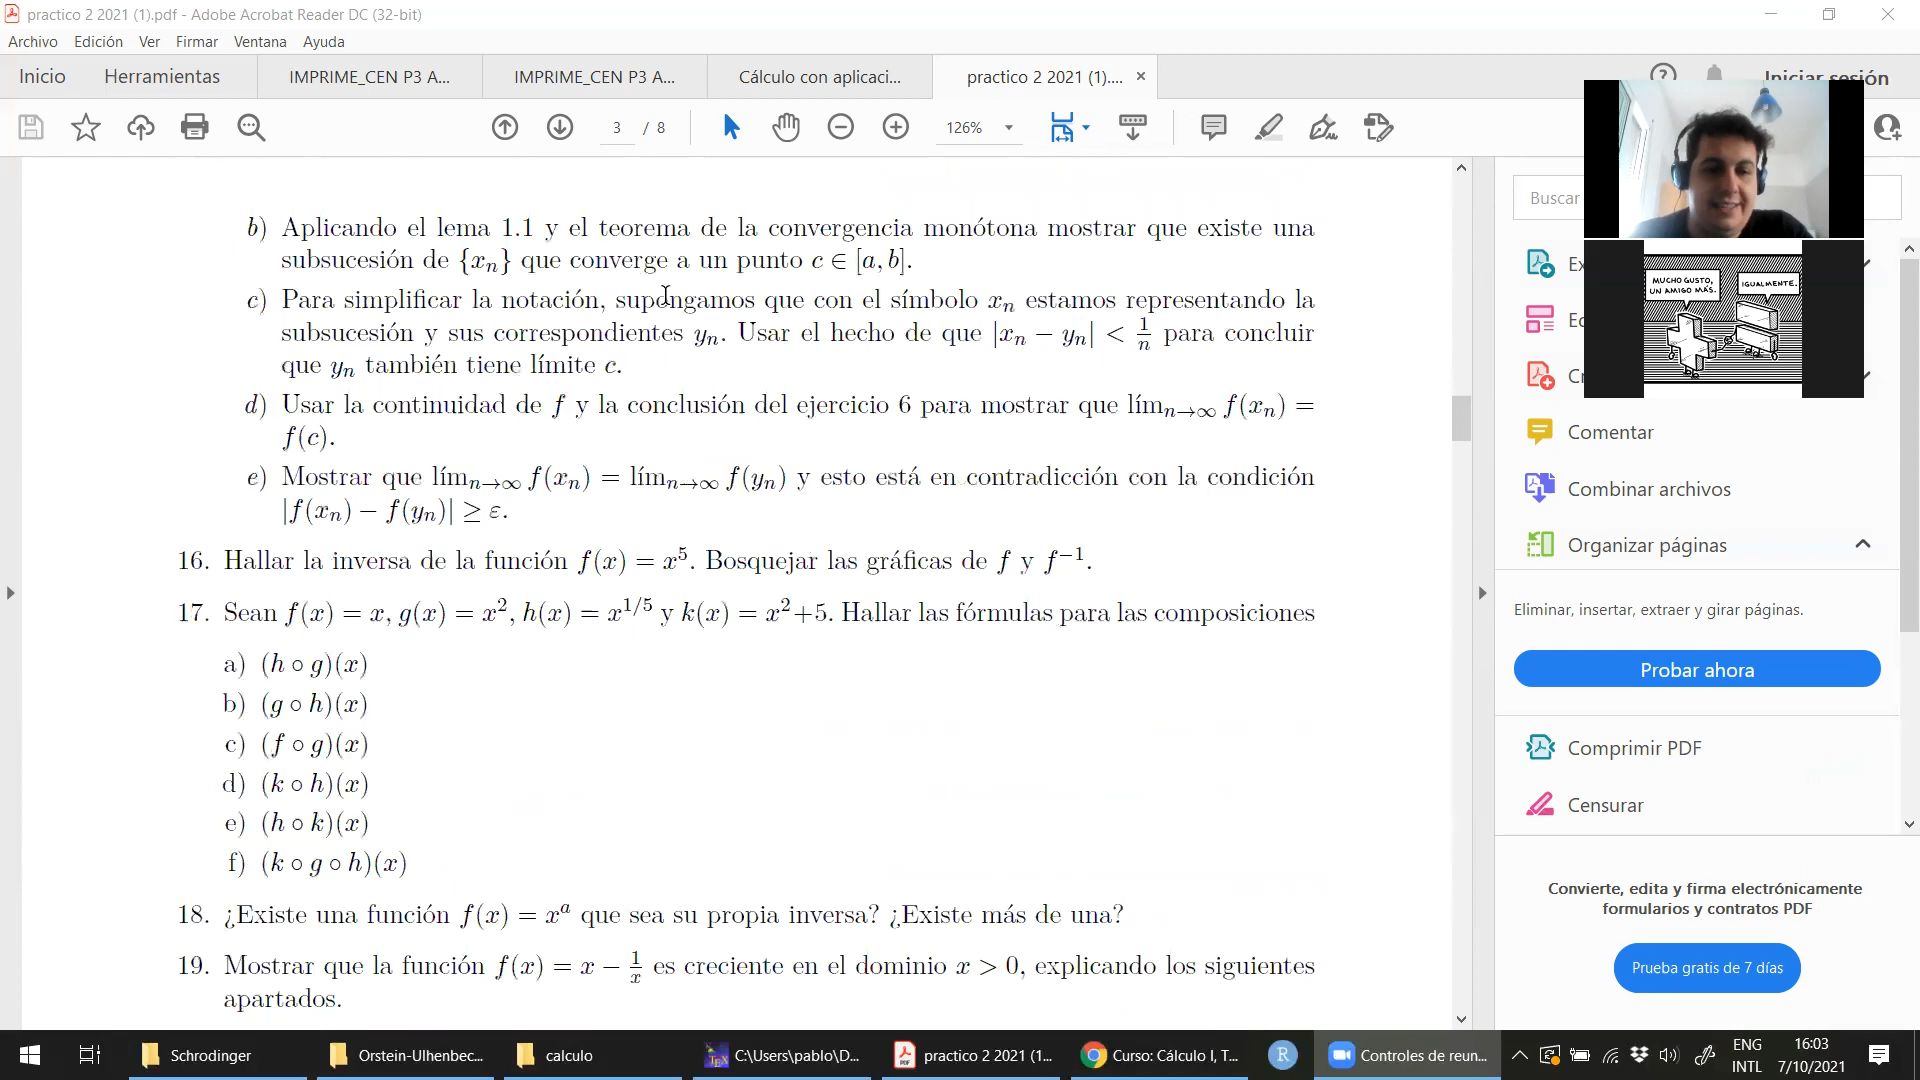 practico 2 2021 (1).pdf - Adobe Acrobat Reader DC (32-bit)
Archivo Edición Ver Firmar Ventana Ayuda
Inicio Herramientas IMPRIME_CEN P3 A... IMPRIME_CEN P3 A... Cálculo con aplicaci... practico 2 2021 (1).... × Iniciar sesión
3 / 8 126%
b) Aplicando el lema 1.1 y el teorema de la convergencia monótona mostrar que existe una
subsucesión de {xₙ} que converge a un punto c ∈ [a, b].
c) Para simplificar la notación, supongamos que con el símbolo xₙ estamos representando la
subsucesión y sus correspondientes yₙ. Usar el hecho de que |xₙ − yₙ| < 1/n para concluir
que yₙ también tiene límite c.
d) Usar la continuidad de f y la conclusión del ejercicio 6 para mostrar que límₙ→∞ f(xₙ) =
f(c).
e) Mostrar que límₙ→∞ f(xₙ) = límₙ→∞ f(yₙ) y esto está en contradicción con la condición
|f(xₙ) − f(yₙ)| ≥ ε.
16. Hallar la inversa de la función f(x) = x⁵. Bosquejar las gráficas de f y f⁻¹.
17. Sean f(x) = x, g(x) = x², h(x) = x^{1/5} y k(x) = x²+5. Hallar las fórmulas para las composiciones
a) (h ∘ g)(x)
b) (g ∘ h)(x)
c) (f ∘ g)(x)
d) (k ∘ h)(x)
e) (h ∘ k)(x)
f) (k ∘ g ∘ h)(x)
18. ¿Existe una función f(x) = xᵃ que sea su propia inversa? ¿Existe más de una?
19. Mostrar que la función f(x) = x − 1/x es creciente en el dominio x > 0, explicando los siguientes
apartados.
Buscar
MUCHO GUSTO,
UN AMIGO MÁS.
IGUALMENTE.
Comentar
Combinar archivos
Organizar páginas
Eliminar, insertar, extraer y girar páginas.
Probar ahora
Comprimir PDF
Censurar
Convierte, edita y firma electrónicamente
formularios y contratos PDF
Prueba gratis de 7 días
Schrodinger Orstein-Ulhenbec... calculo C:\Users\pablo\D... practico 2 2021 (1... Curso: Cálculo I, T... R Controles de reun...
ENG 16:03
INTL 7/10/2021